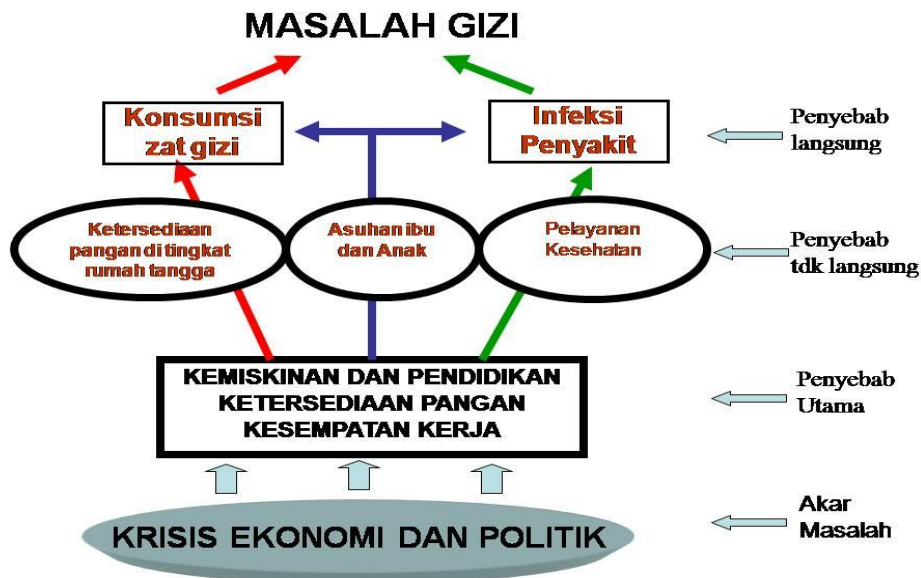 MASALAH GIZI
Konsumsi
zat gizi
Infeksi
Penyakit
Penyebab
langsung
Ketersediaan
pangan di tingkat
rumah tangga
Asuhan ibu
dan Anak
Pelayanan
Kesehatan
Penyebab
tdk langsung
KEMISKINAN DAN PENDIDIKAN
KETERSEDIAAN PANGAN
KESEMPATAN KERJA
Penyebab
Utama
KRISIS EKONOMI DAN POLITIK
Akar
Masalah